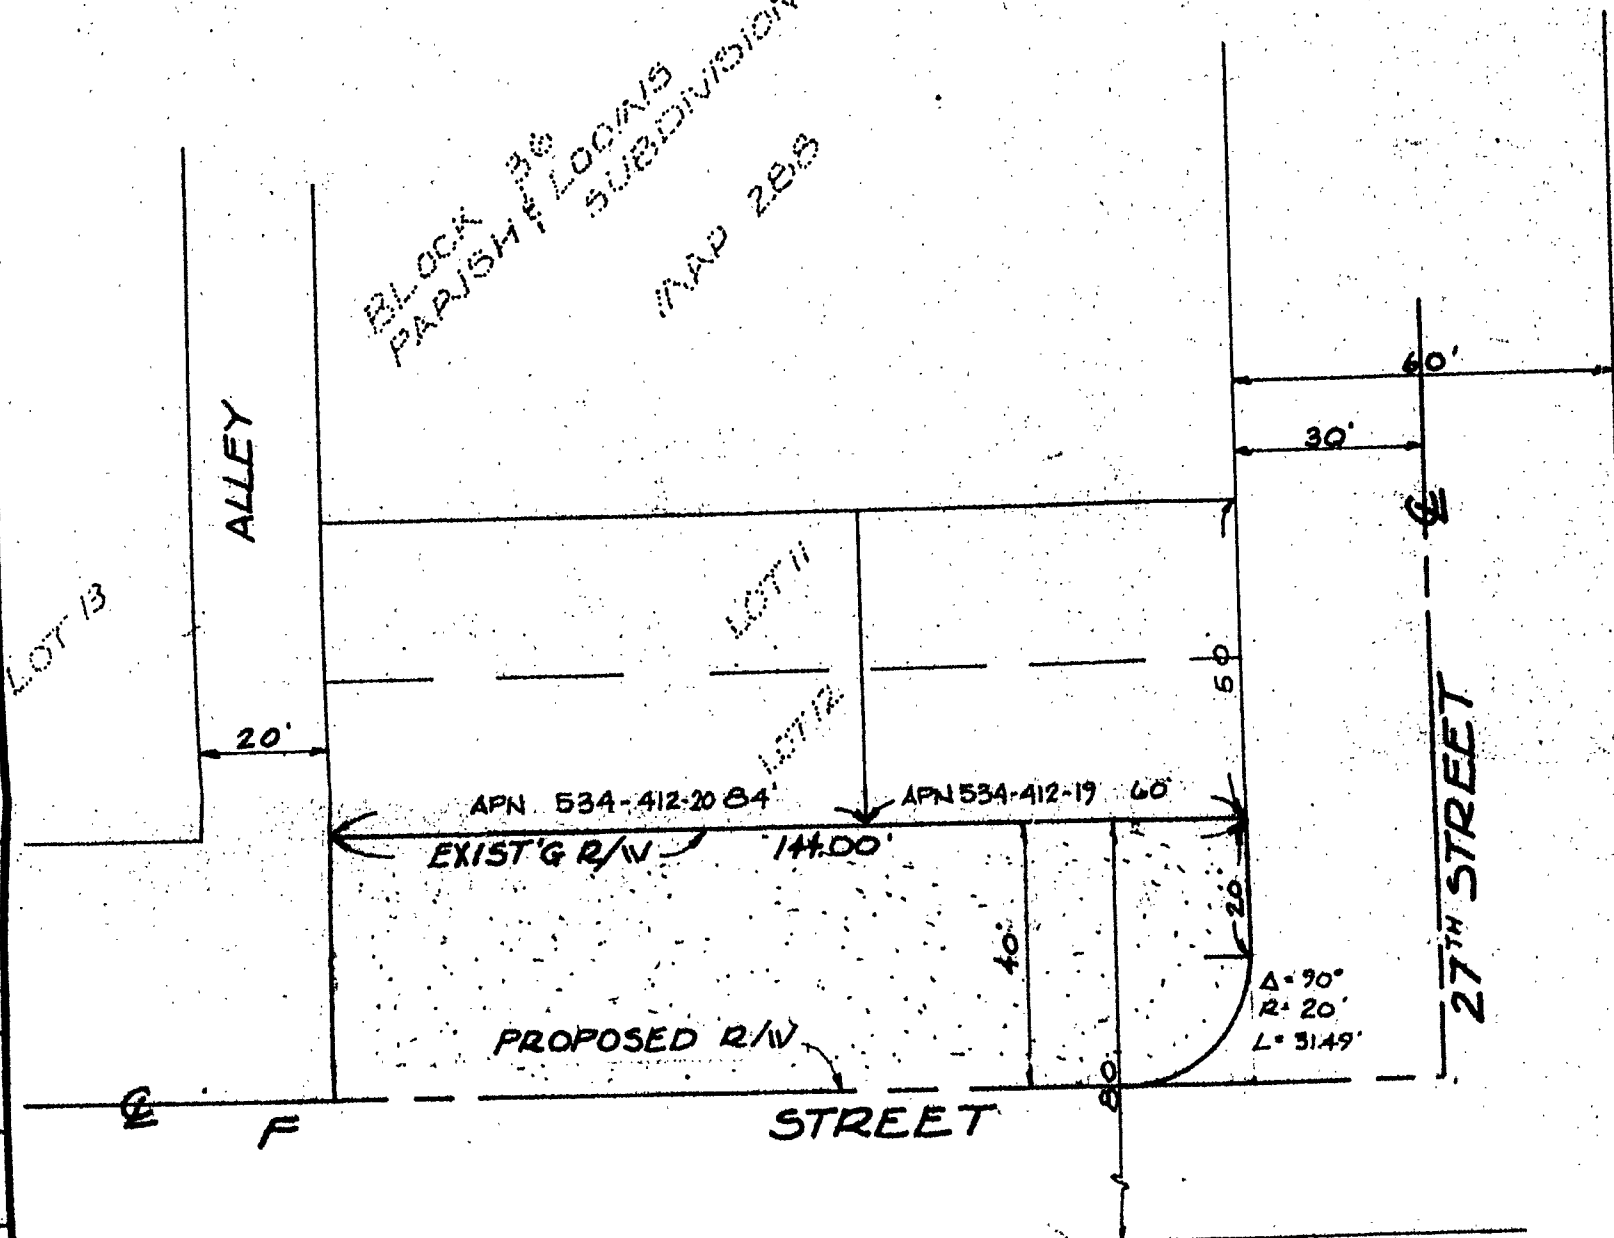 BLOCK 36
PARISH & LOOMIS
SUBDIVISION
MAP 288
ALLEY
LOT 13
60'
30'
℄
LOT 11
LOT 12
50'
20'
APN 534-412-20 84'
APN 534-412-19 60'
EXIST'G R/W
144.00'
27TH STREET
20'
40'
Δ=90°
R=20'
L=31.49'
PROPOSED R/W
80'
℄
F STREET